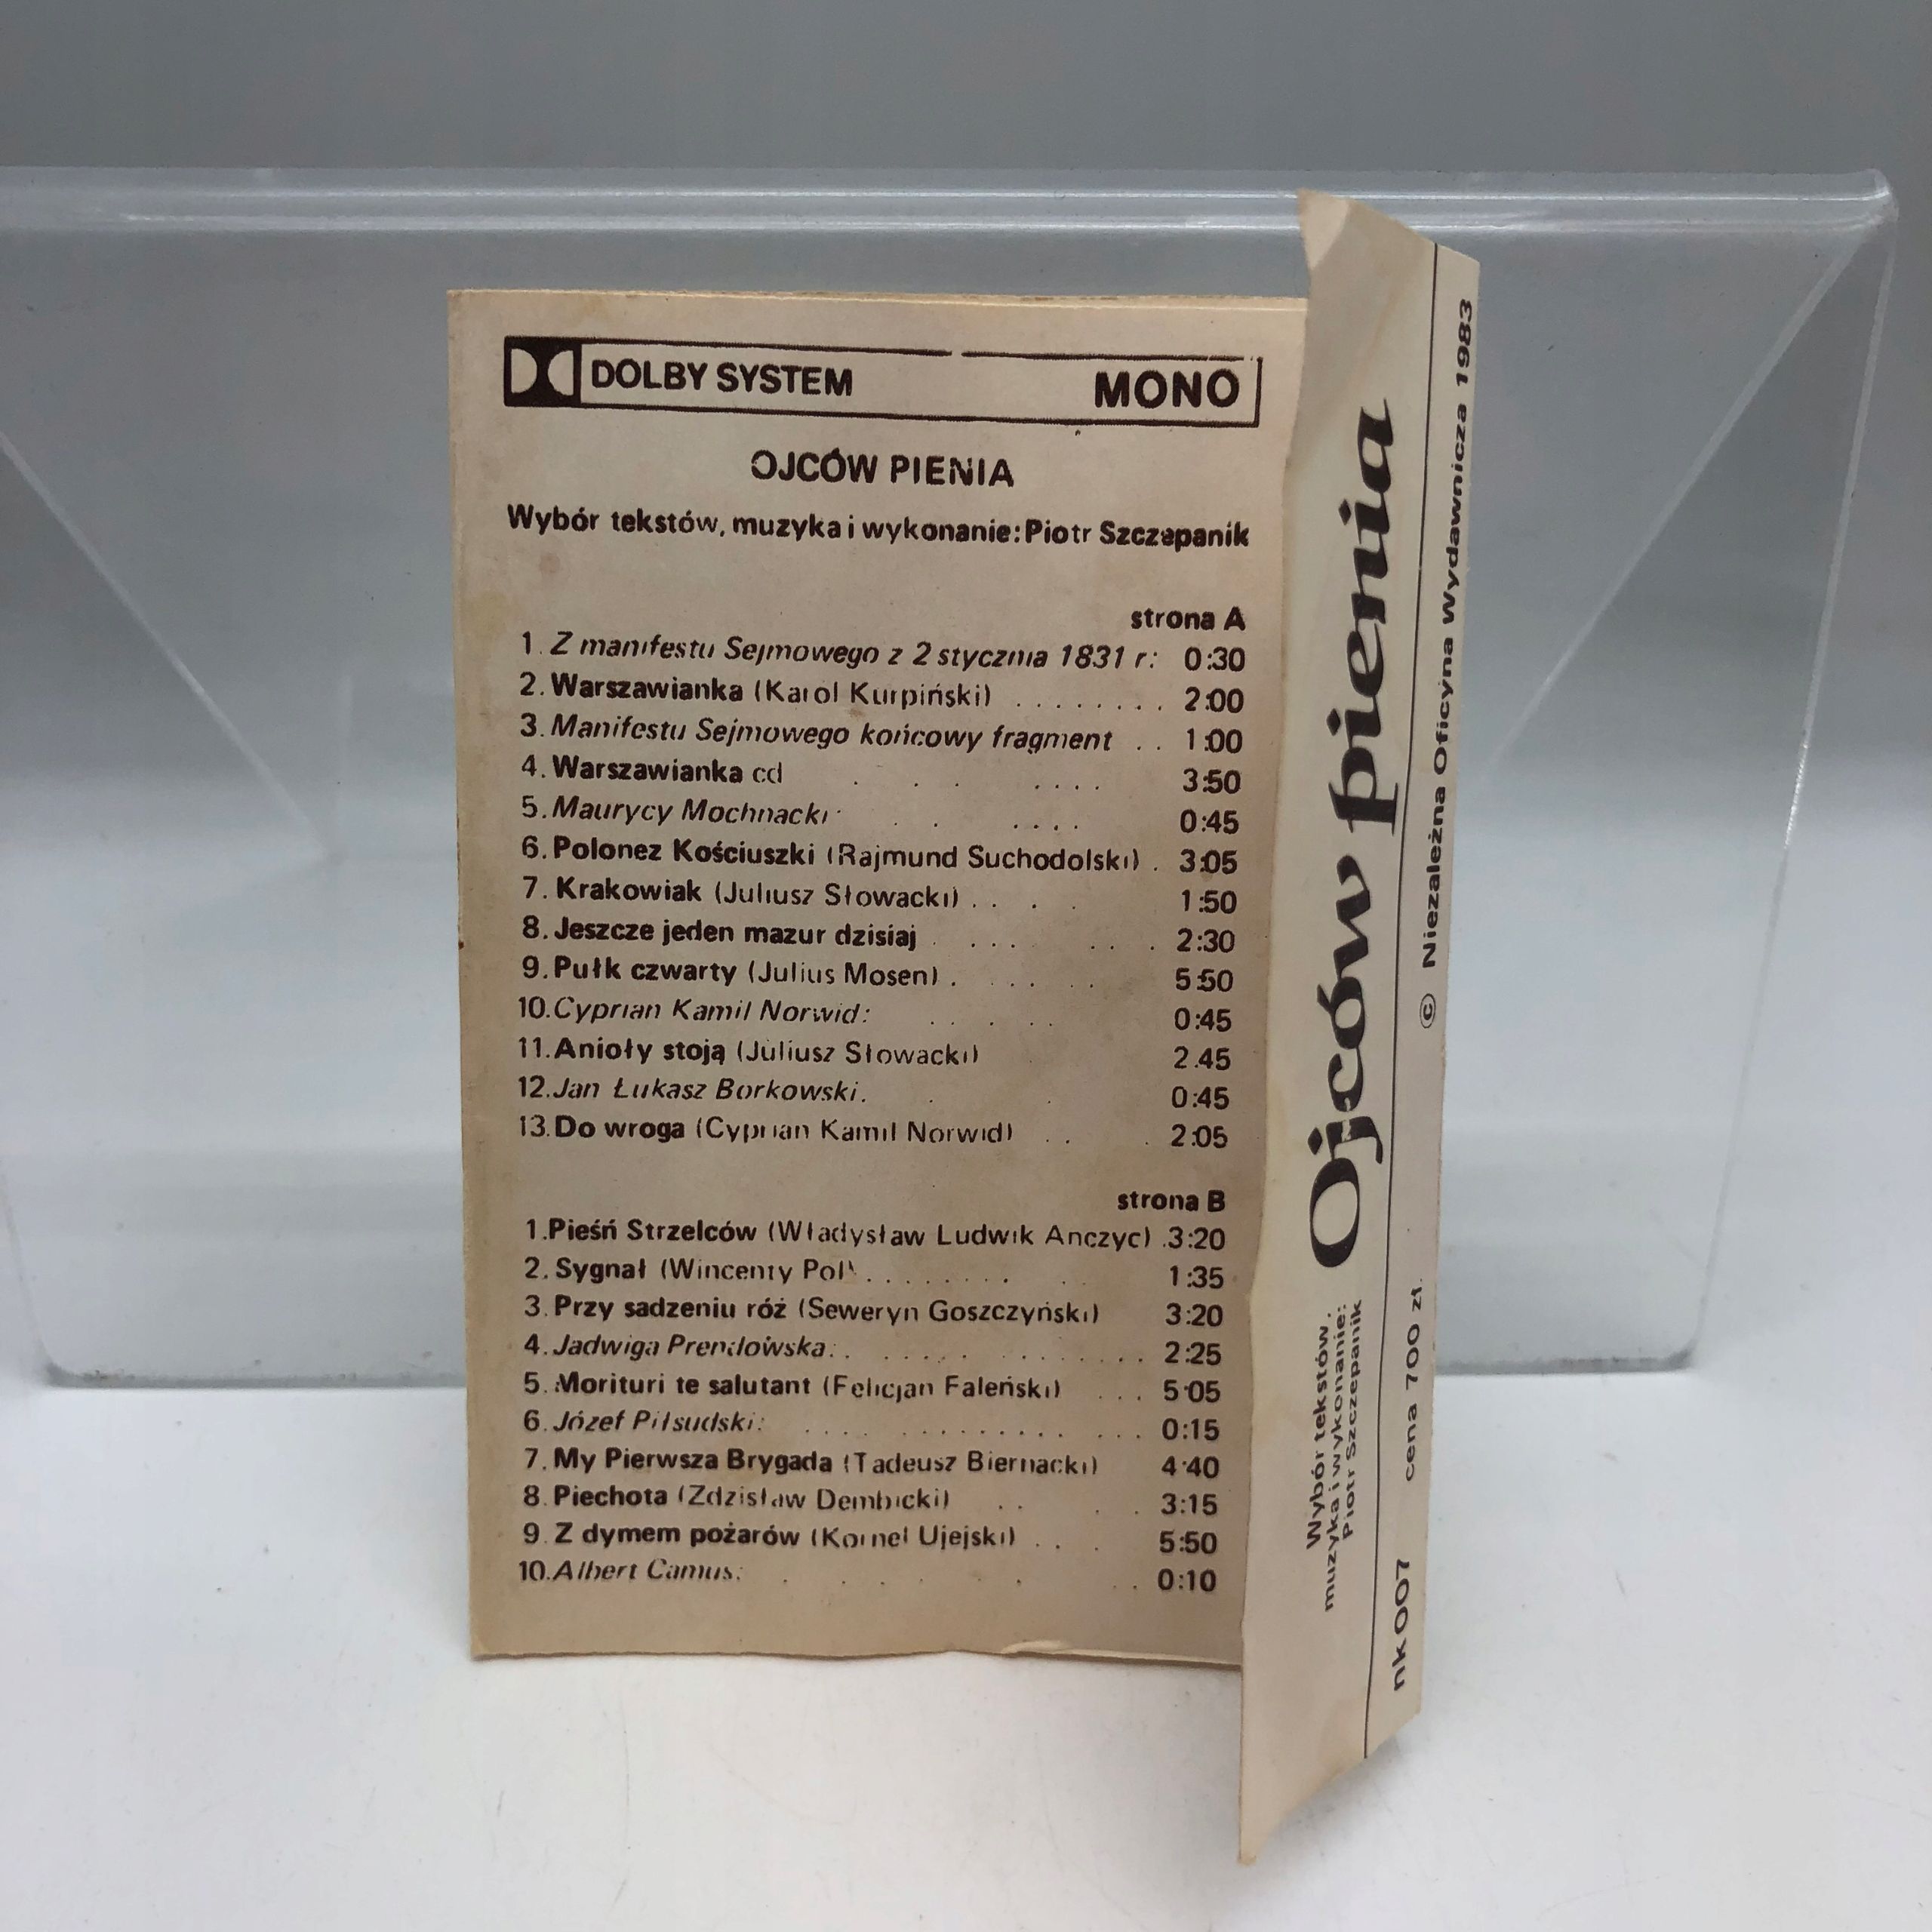 DOLBY SYSTEM MONO
OJCÓW PIENIA
Wybór tekstów, muzyka i wykonanie: Piotr Szczepanik
strona A
1. Z manifestu Sejmowego z 2 stycznia 1831 r: 0:30
2. Warszawianka (Karol Kurpiński) ........ 2:00
3. Manifestu Sejmowego końcowy fragment .. 1:00
4. Warszawianka cd . . . .... 3:50
5. Maurycy Mochnacki: . . .... 0:45
6. Polonez Kościuszki (Rajmund Suchodolski) . 3:05
7. Krakowiak (Juliusz Słowacki) .. . . 1:50
8. Jeszcze jeden mazur dzisiaj . ... .. . 2:30
9. Pułk czwarty (Julius Mosen) . .... .. 5:50
10. Cyprian Kamil Norwid: . . . .. 0:45
11. Anioły stoją (Juliusz Słowacki) 2.45
12. Jan Łukasz Borkowski. . . 0:45
13. Do wroga (Cyprian Kamil Norwid) .. . 2:05
strona B
1. Pieśń Strzelców (Władysław Ludwik Anczyc) .3:20
2. Sygnał (Wincenty Pol) ........ .. 1:35
3. Przy sadzeniu róż (Seweryn Goszczyński) 3:20
4. Jadwiga Prendowska: . ..... ........ 2:25
5. Morituri te salutant (Felicjan Faleński) ... 5:05
6. Józef Piłsudski: .... ......... ... 0:15
7. My Pierwsza Brygada (Tadeusz Biernacki) 4:40
8. Piechota (Zdzisław Dembicki) .. . . 3:15
9. Z dymem pożarów (Kornel Ujejski) .. . 5:50
10. Albert Camus: . . . . .. 0:10
Ojców pienia
Wybór tekstów,
muzyka i wykonanie:
Piotr Szczepanik
nk007 cena 700 zł. © Niezależna Oficyna Wydawnicza 1983